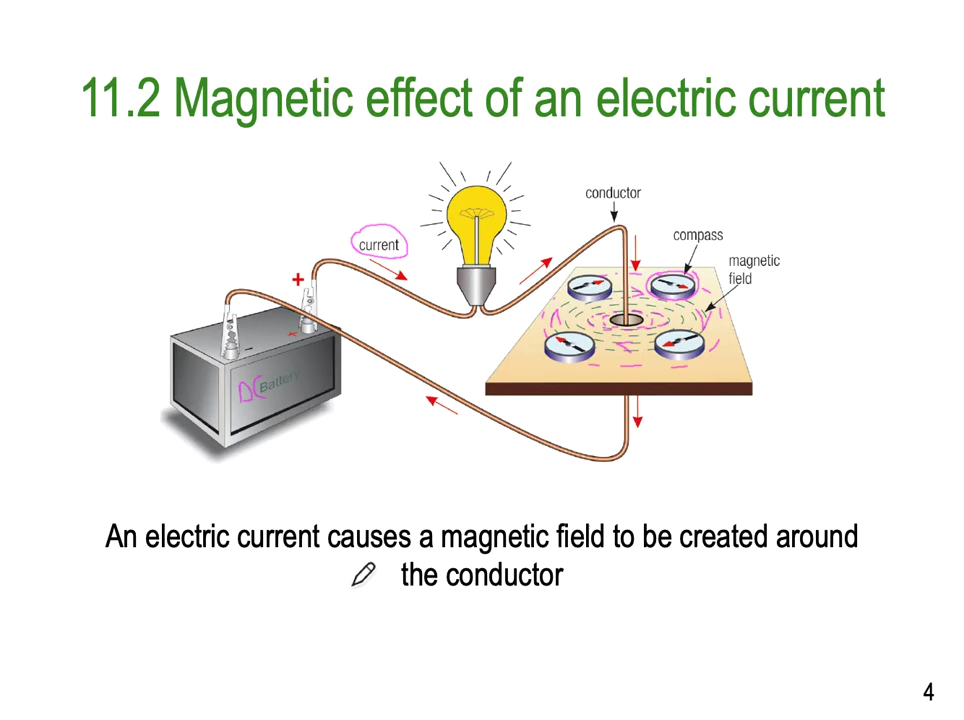 11.2 Magnetic effect of an electric current
conductor
current
compass
magnetic
field
+
+
−
DC Battery
An electric current causes a magnetic field to be created around
the conductor
4